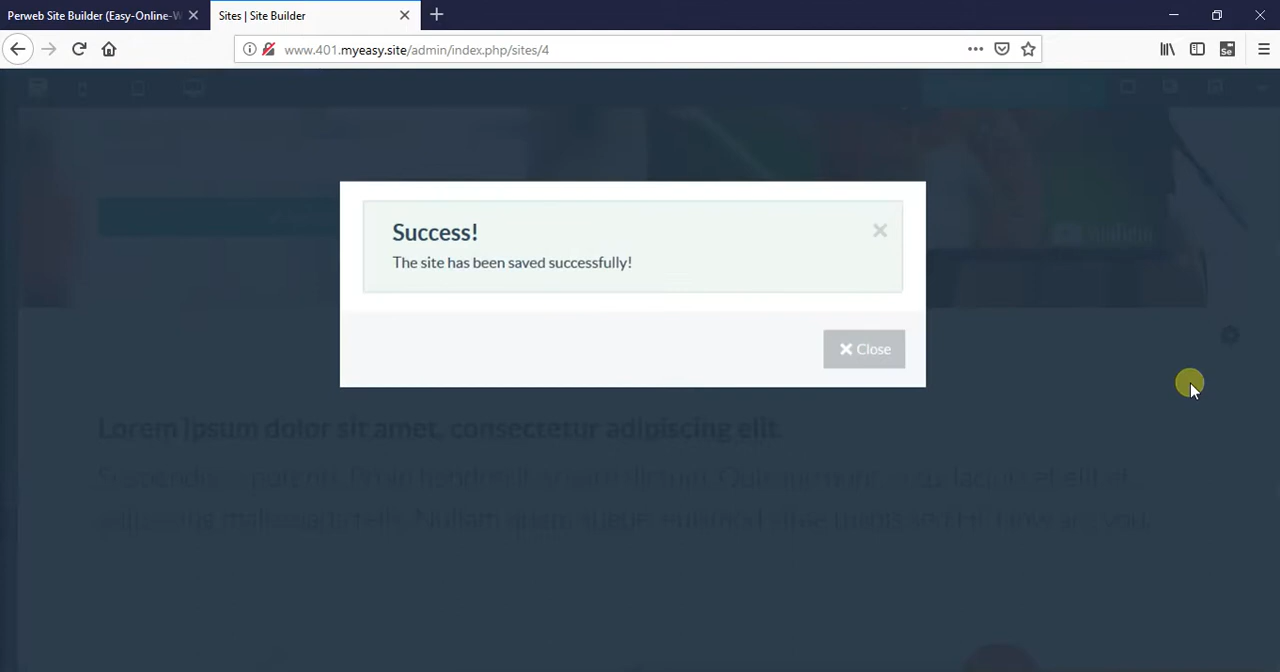 Perweb Site Builder (Easy-Online-W
Sites | Site Builder
www.401.myeasy.site/admin/index.php/sites/4
Se
Success!
The site has been saved successfully!
Close
Lorem ipsum dolor sit amet, consectetur adipiscing elit.